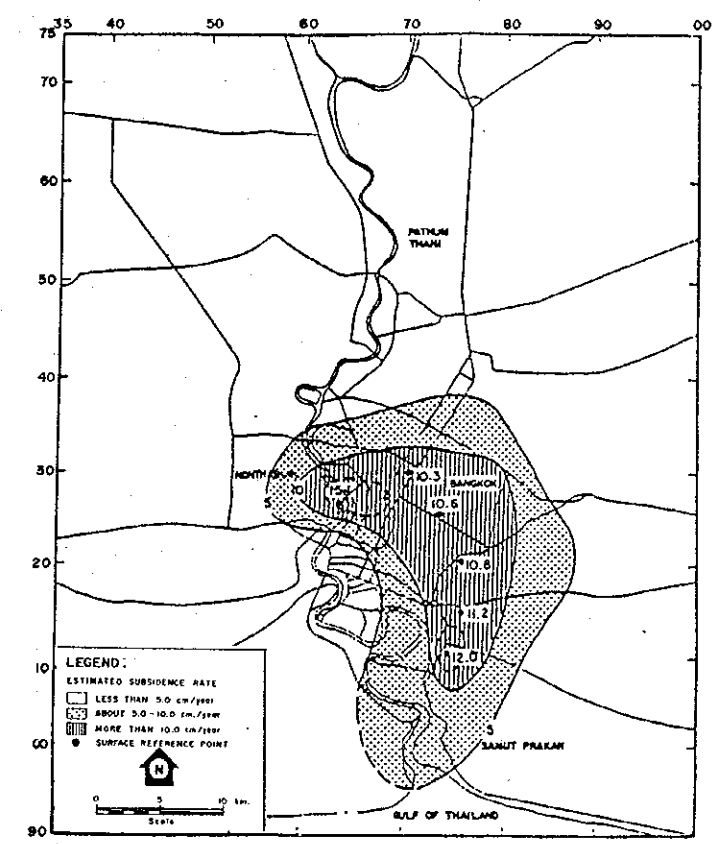 35 40 50 60 70 80 90 00
75
70
60
50
40
30
20
10
00
90
PATHUM
THANI
10.3
BANGKOK
10
5
10.6
10.8
11.2
12.0
5
SAMUT PRAKAN
GULF OF THAILAND
LEGEND:
ESTIMATED SUBSIDENCE RATE
LESS THAN 5.0 cm/year
ABOUT 5.0-10.0 cm/year
MORE THAN 10.0 cm/year
SURFACE REFERENCE POINT
N
0 5 10 km.
Scale